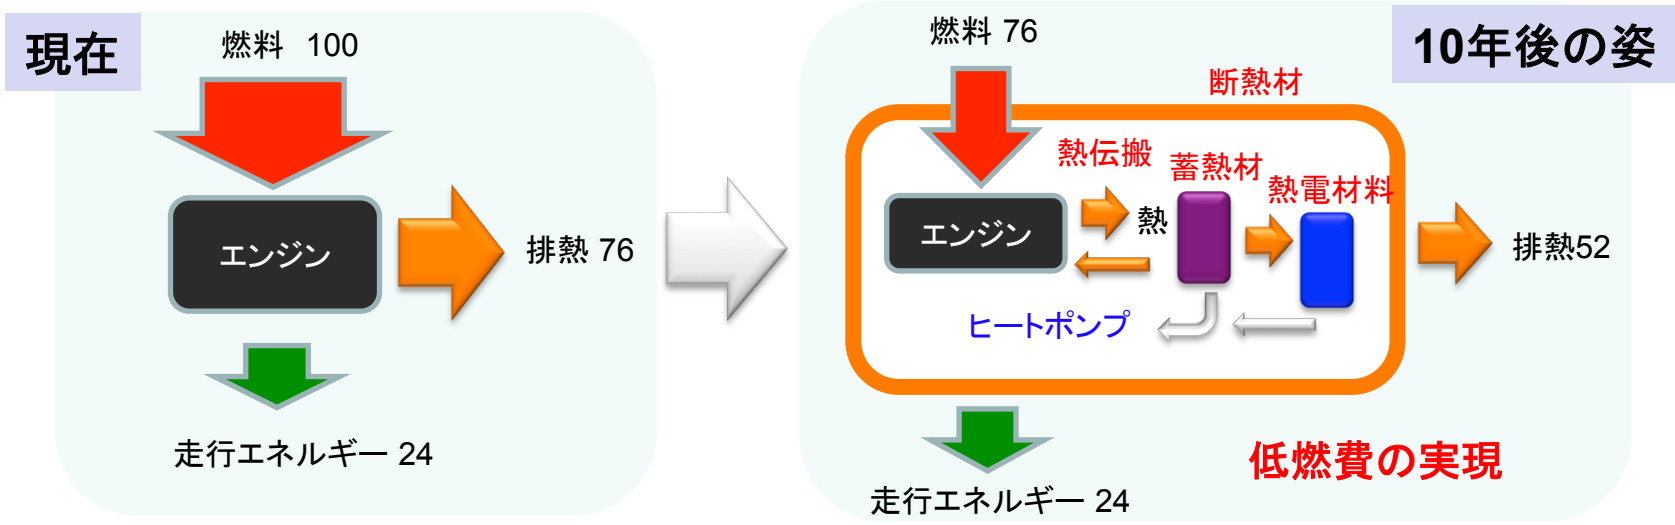 現在
燃料 100
エンジン
排熱 76
走行エネルギー 24
10年後の姿
燃料 76
断熱材
熱伝搬
蓄熱材
熱電材料
エンジン
熱
排熱52
ヒートポンプ
走行エネルギー 24
低燃費の実現